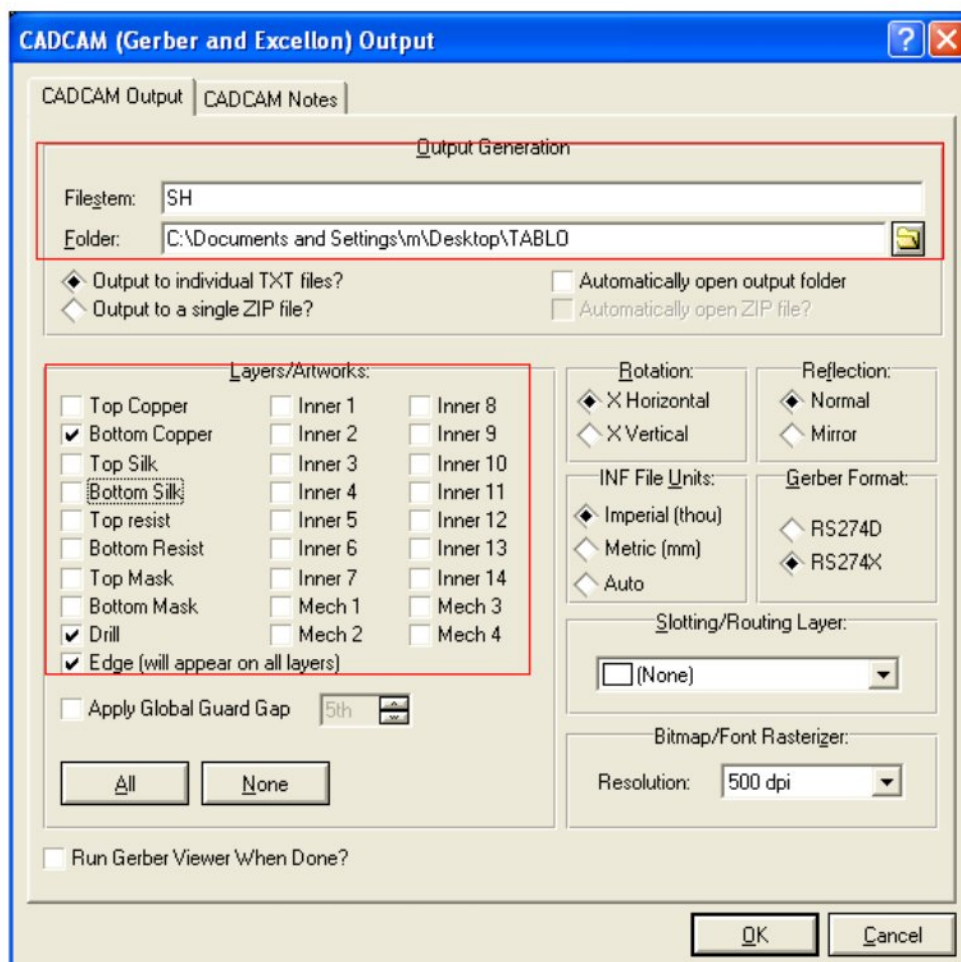 CADCAM (Gerber and Excellon) Output
CADCAM Output
CADCAM Notes
Output Generation
Filestem: SH
Folder: C:\Documents and Settings\m\Desktop\TABLO
Output to individual TXT files?
Automatically open output folder
Output to a single ZIP file?
Automatically open ZIP file?
Layers/Artworks:
Top Copper Inner 1 Inner 8
Bottom Copper Inner 2 Inner 9
Top Silk Inner 3 Inner 10
Bottom Silk Inner 4 Inner 11
Top resist Inner 5 Inner 12
Bottom Resist Inner 6 Inner 13
Top Mask Inner 7 Inner 14
Bottom Mask Mech 1 Mech 3
Drill Mech 2 Mech 4
Edge (will appear on all layers)
Apply Global Guard Gap 5th
All
None
Rotation:
X Horizontal
X Vertical
Reflection:
Normal
Mirror
INF File Units:
Imperial (thou)
Metric (mm)
Auto
Gerber Format:
RS274D
RS274X
Slotting/Routing Layer:
(None)
Bitmap/Font Rasterizer:
Resolution: 500 dpi
Run Gerber Viewer When Done?
OK
Cancel